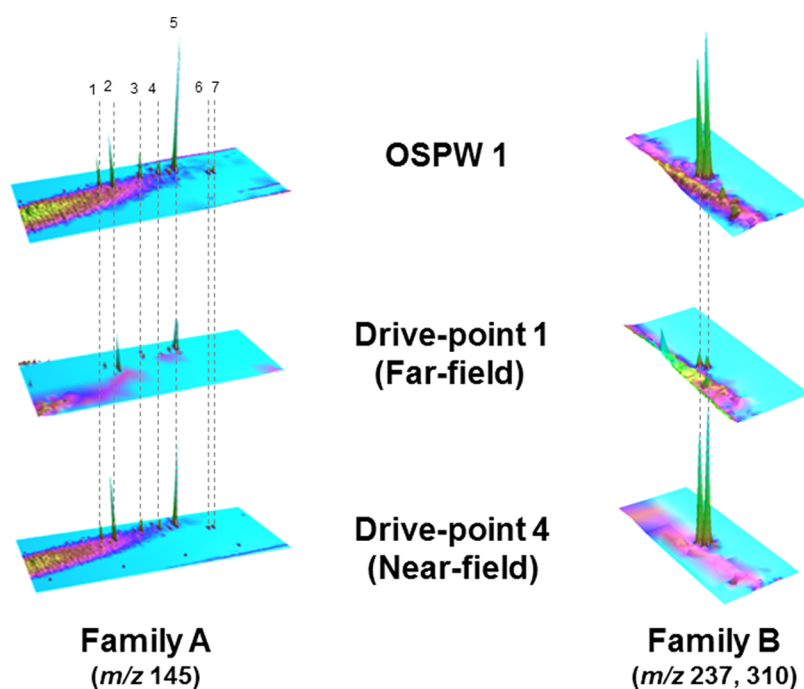 5
1 2 3 4 6 7
OSPW 1
Drive-point 1
(Far-field)
Drive-point 4
(Near-field)
Family A
(m/z 145)
Family B
(m/z 237, 310)